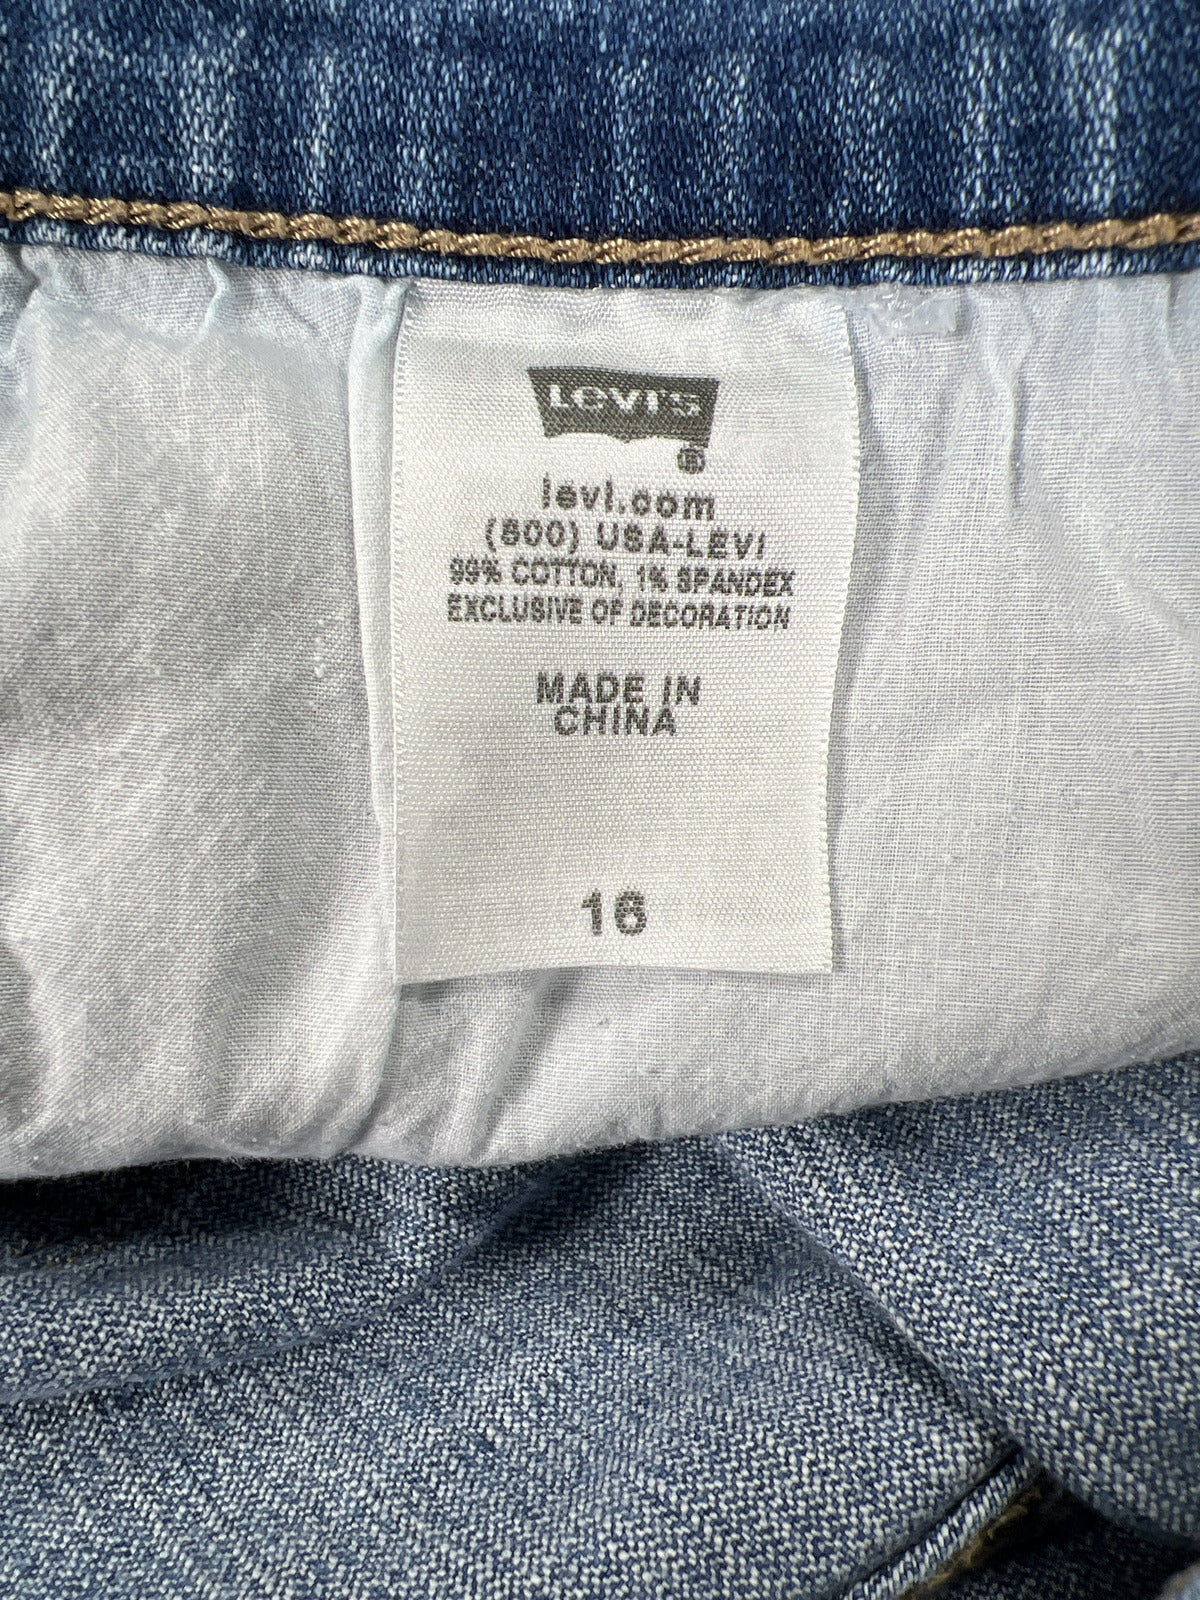 Levi's
®
levi.com
(800) USA-LEVI
99% COTTON, 1% SPANDEX
EXCLUSIVE OF DECORATION
MADE IN
CHINA
16